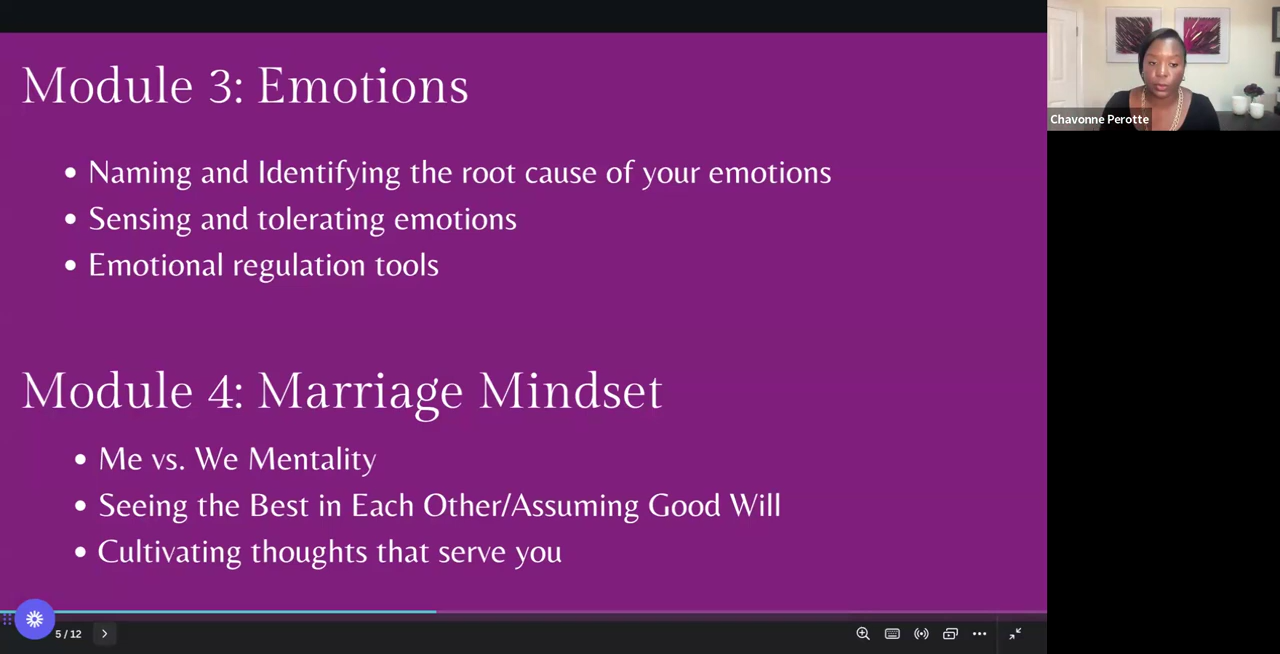 Module 3: Emotions
Naming and Identifying the root cause of your emotions
Sensing and tolerating emotions
Emotional regulation tools
Module 4: Marriage Mindset
Me vs. We Mentality
Seeing the Best in Each Other/Assuming Good Will
Cultivating thoughts that serve you
5 / 12
Chavonne Perotte